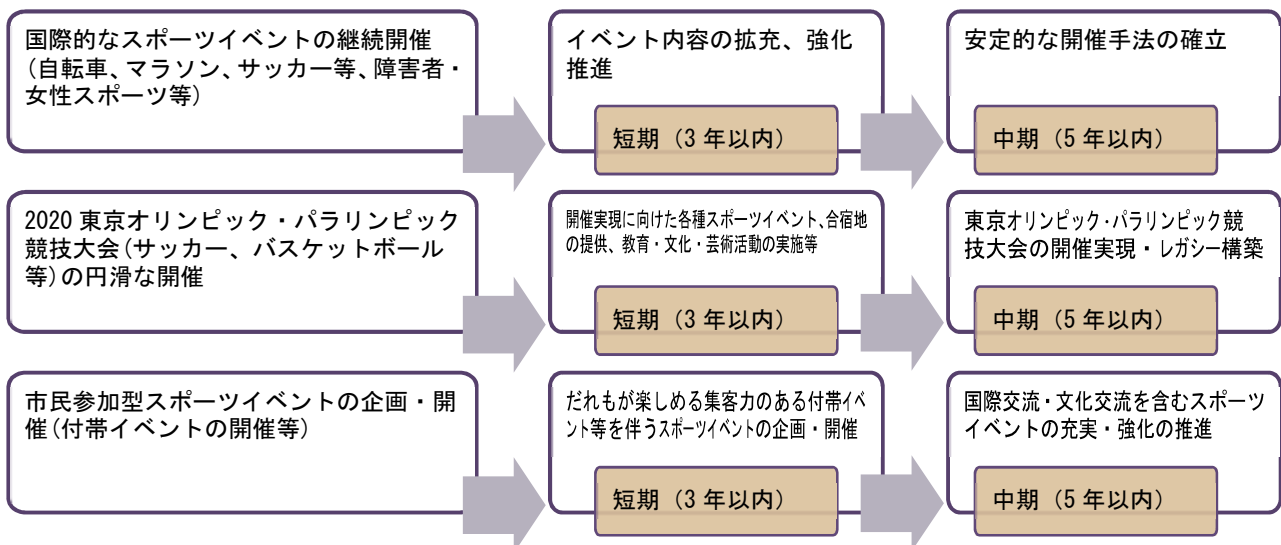 国際的なスポーツイベントの継続開催
(自転車、マラソン、サッカー等、障害者・
女性スポーツ等)
イベント内容の拡充、強化
推進
短期（3 年以内）
安定的な開催手法の確立
中期（5 年以内）
2020 東京オリンピック・パラリンピック
競技大会(サッカー、バスケットボール
等)の円滑な開催
開催実現に向けた各種スポーツイベント、合宿地
の提供、教育・文化・芸術活動の実施等
短期（3 年以内）
東京オリンピック・パラリンピック競
技大会の開催実現・レガシー構築
中期（5 年以内）
市民参加型スポーツイベントの企画・開
催(付帯イベントの開催等)
だれもが楽しめる集客力のある付帯イベ
ント等を伴うスポーツイベントの企画・開催
短期（3 年以内）
国際交流・文化交流を含むスポーツ
イベントの充実・強化の推進
中期（5 年以内）